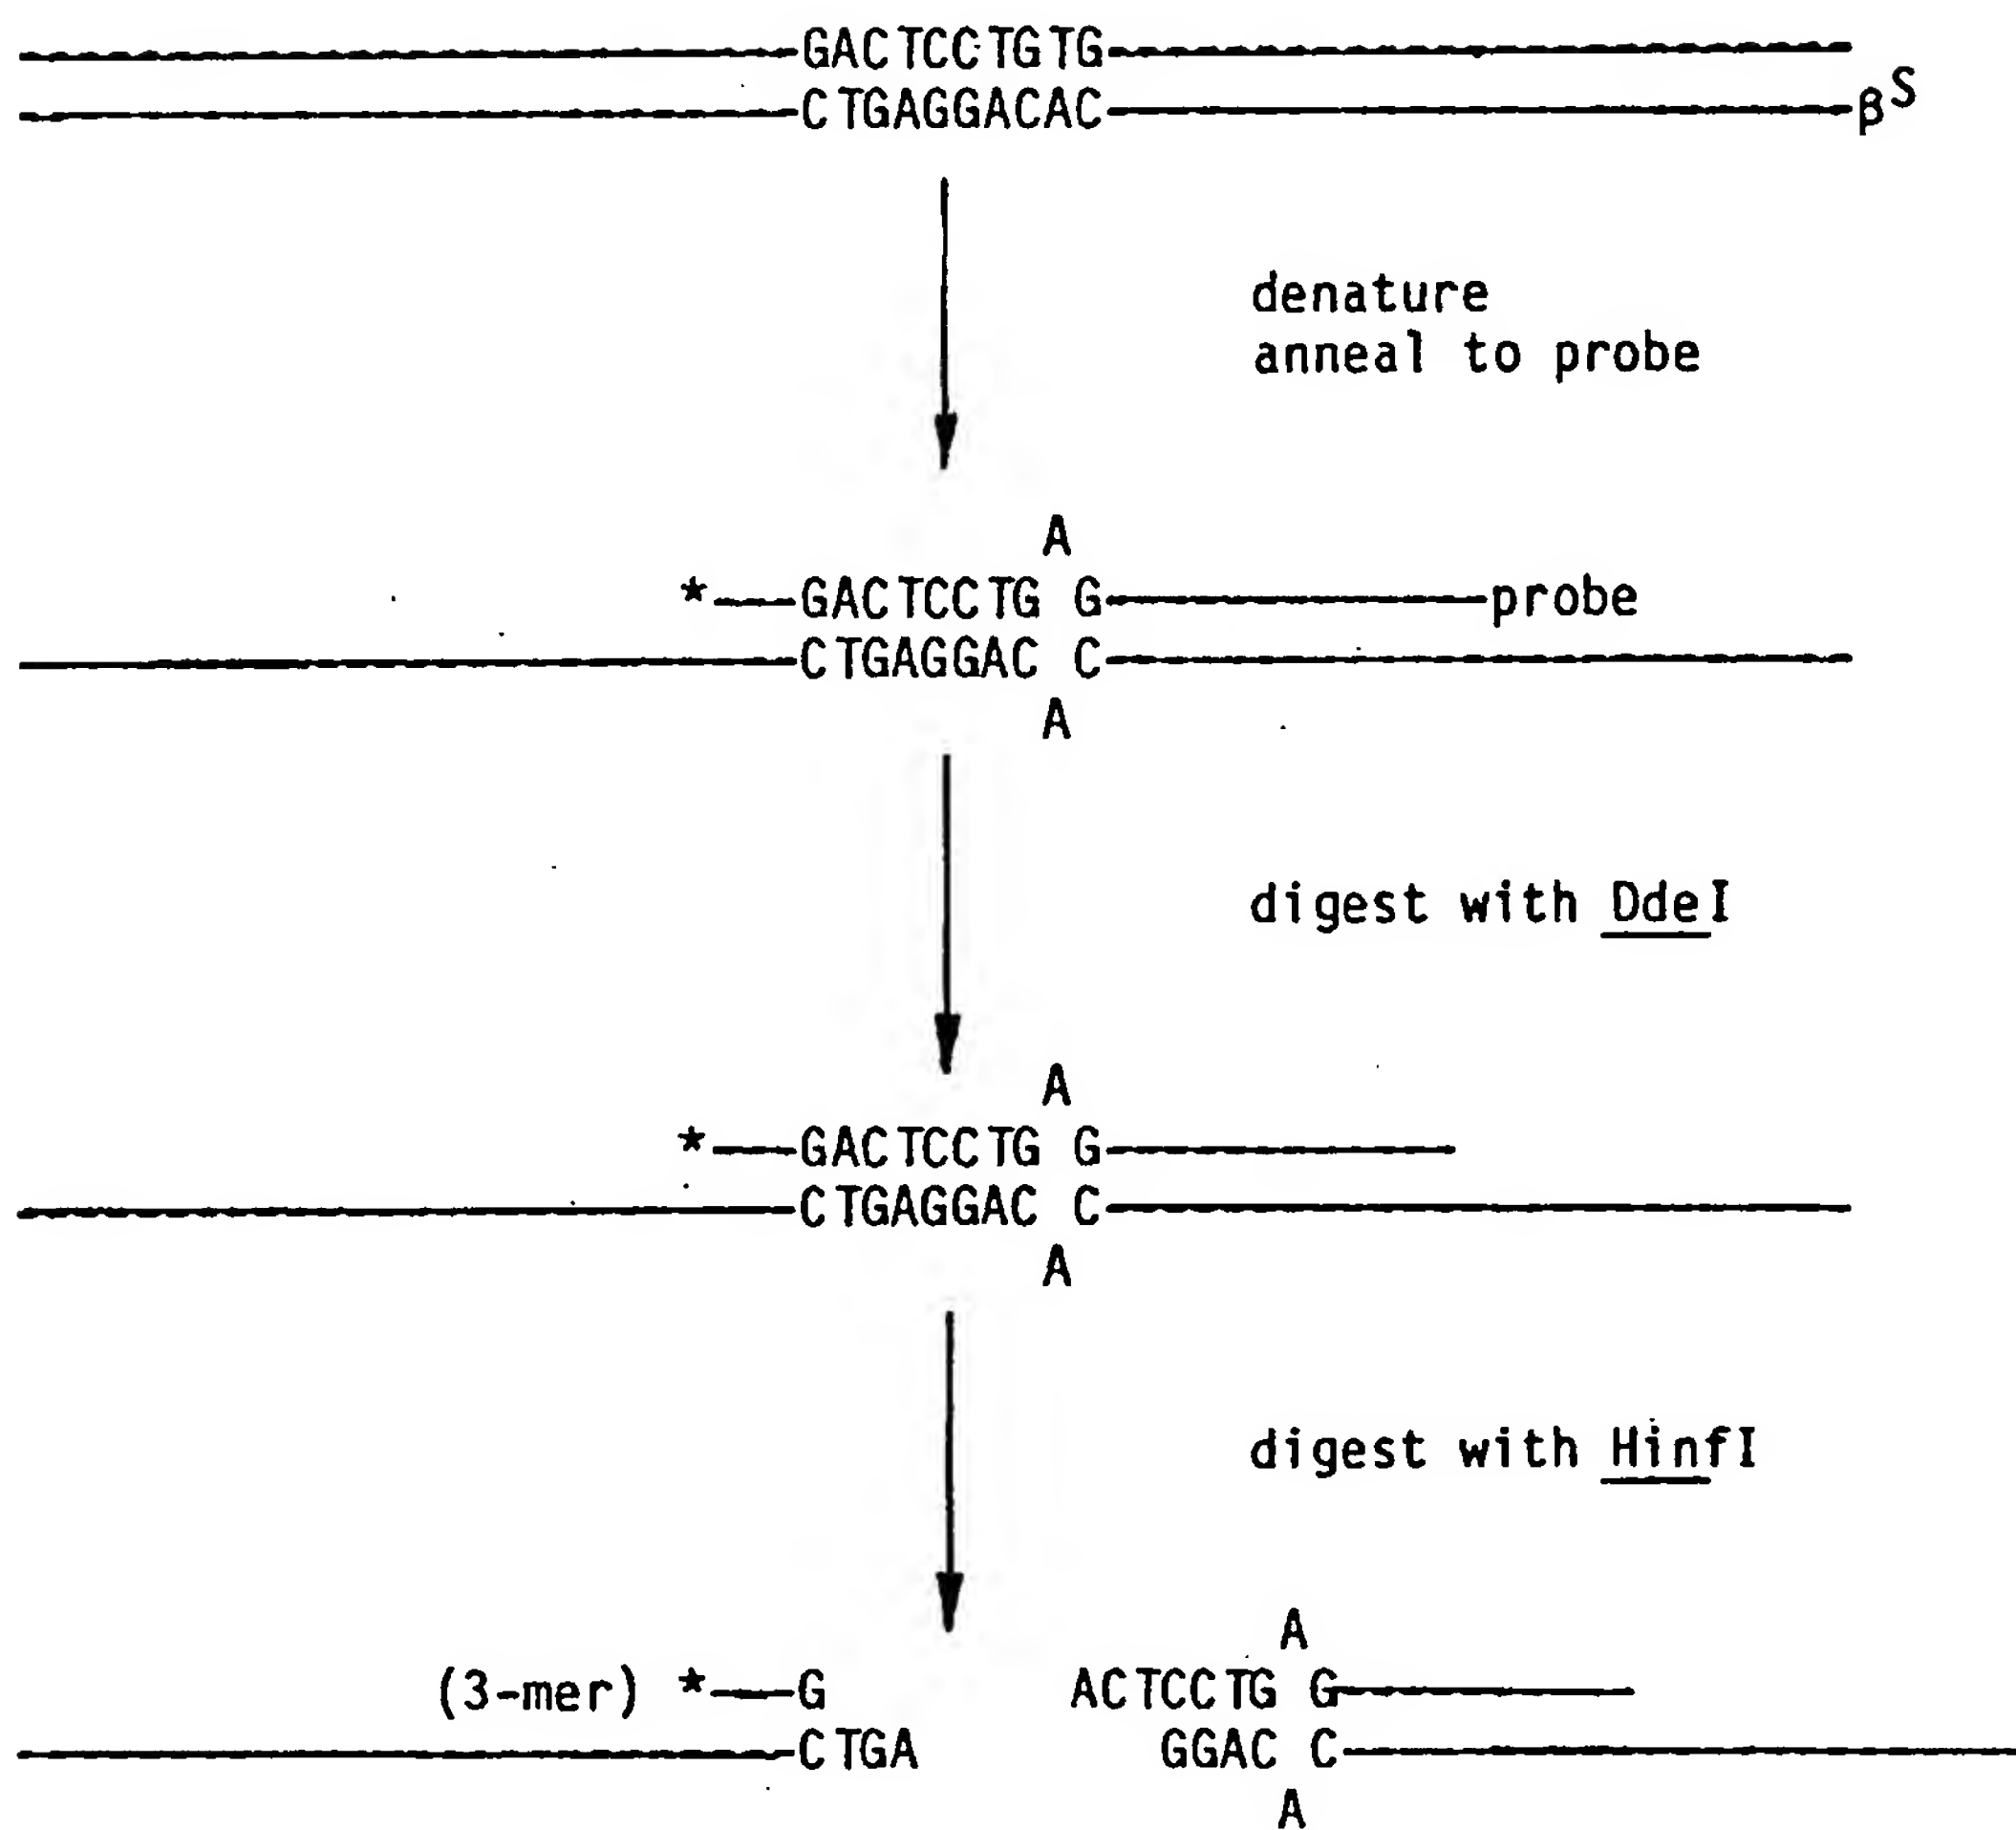 GACTCCTGTG
CTGAGGACAC βS
denature
anneal to probe
A
*GACTCCTG G probe
CTGAGGAC C
A
digest with DdeI
A
*GACTCCTG G
CTGAGGAC C
A
digest with HinfI
A
(3-mer) *G ACTCCTG G
CTGA GGAC C
A